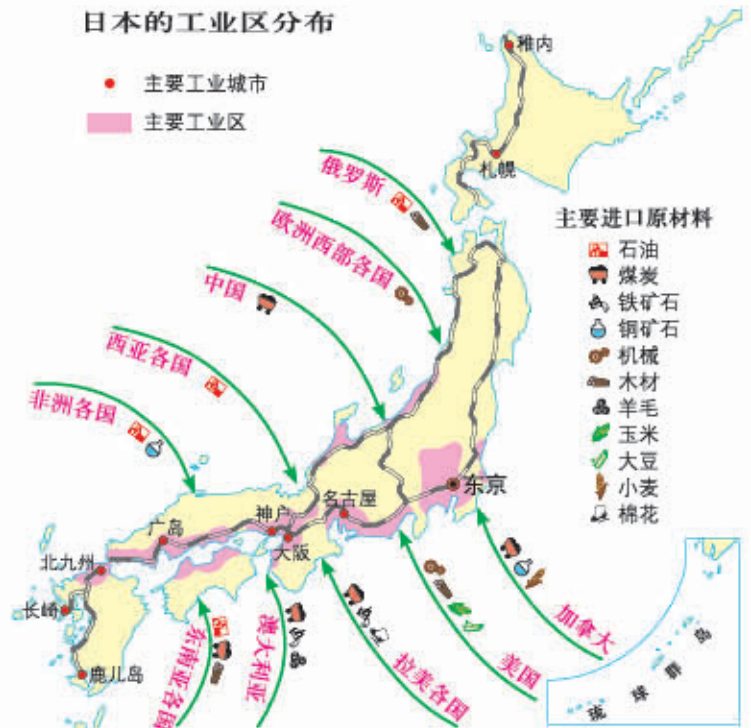 日本的工业区分布
主要工业城市
主要工业区
稚内
札幌
俄罗斯
欧洲西部各国
中国
西亚各国
非洲各国
主要进口原材料
石油
煤炭
铁矿石
铜矿石
机械
木材
羊毛
玉米
大豆
小麦
棉花
东京
名古屋
神户
大阪
广岛
北九州
长崎
鹿儿岛
东南亚各国
澳大利亚
拉美各国
美国
加拿大
琉球群岛